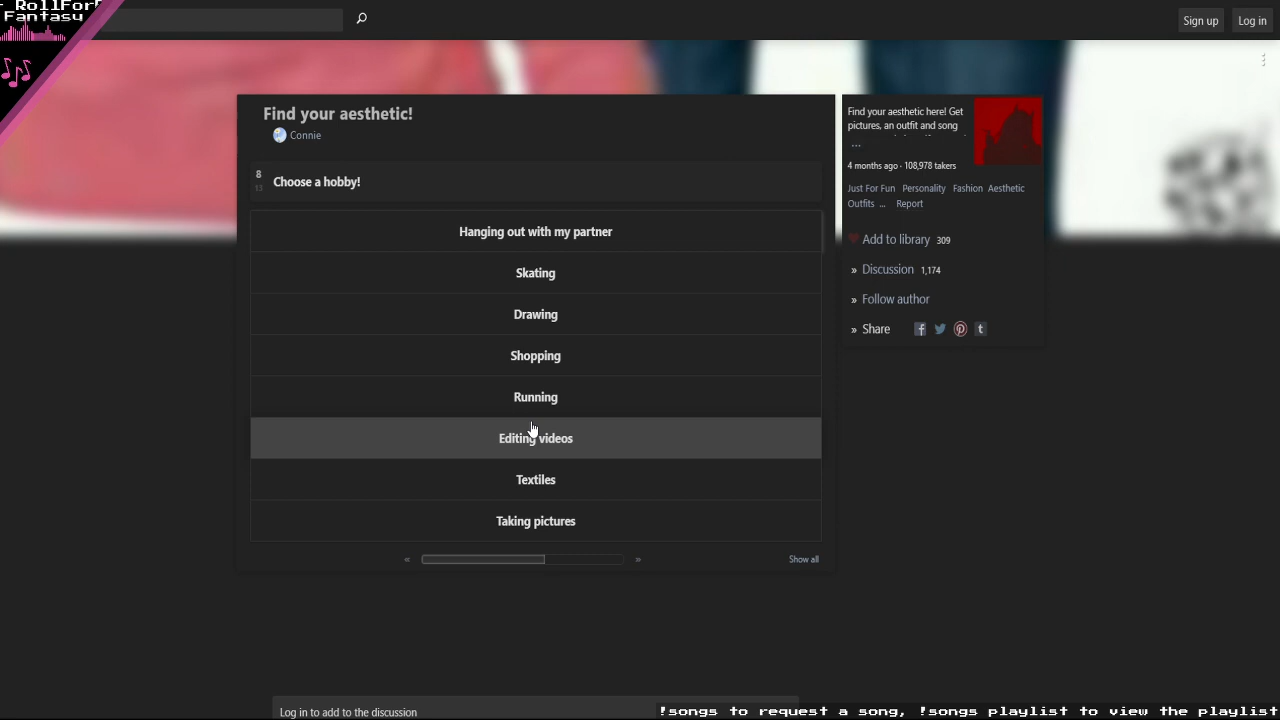 RollForFantasy
Sign up
Log in
Find your aesthetic!
Connie
8
13
Choose a hobby!
Hanging out with my partner
Skating
Drawing
Shopping
Running
Editing videos
Textiles
Taking pictures
«
»
Show all
Find your aesthetic here! Get
pictures, an outfit and song
...
4 months ago - 108,978 takers
Just For Fun Personality Fashion Aesthetic
Outfits ... Report
Add to library 309
» Discussion 1,174
» Follow author
» Share
Log in to add to the discussion
!songs to request a song, !songs playlist to view the playlist